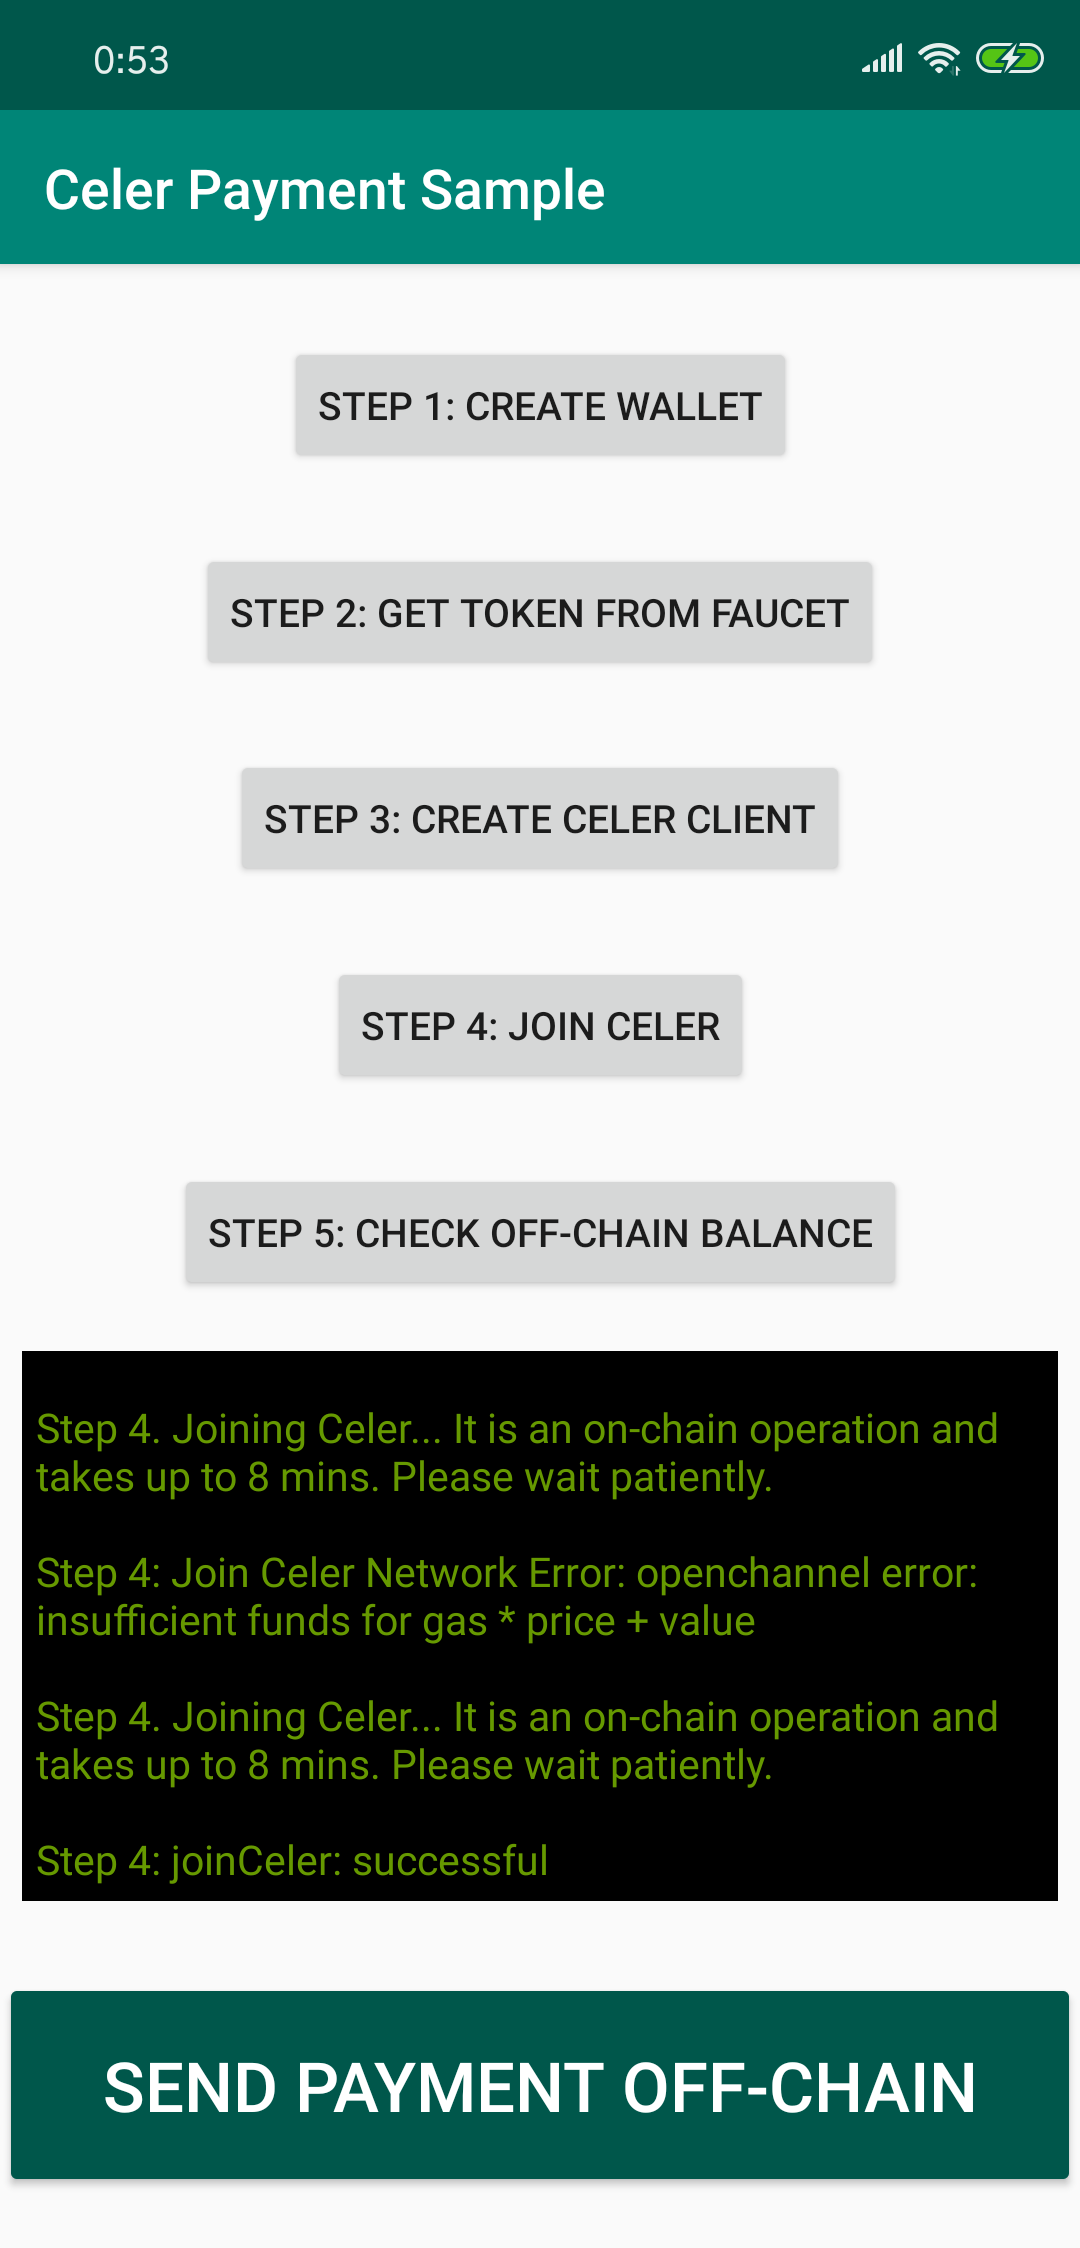 0:53
Celer Payment Sample
STEP 1: CREATE WALLET
STEP 2: GET TOKEN FROM FAUCET
STEP 3: CREATE CELER CLIENT
STEP 4: JOIN CELER
STEP 5: CHECK OFF-CHAIN BALANCE
Step 4. Joining Celer... It is an on-chain operation and
takes up to 8 mins. Please wait patiently.
Step 4: Join Celer Network Error: openchannel error:
insufficient funds for gas * price + value
Step 4. Joining Celer... It is an on-chain operation and
takes up to 8 mins. Please wait patiently.
Step 4: joinCeler: successful
SEND PAYMENT OFF-CHAIN